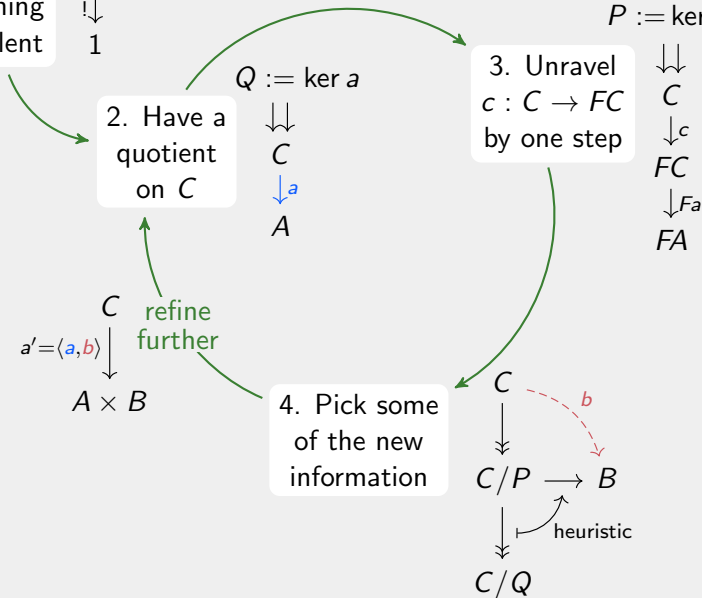 ning
lent
!
1
P := ker
C
c
FC
Fa
FA
2. Have a
quotient
on C
Q := ker a
C
a
A
3. Unravel
c : C → FC
by one step
C
a′=⟨a,b⟩
A × B
refine
further
4. Pick some
of the new
information
C
b
C/P
B
heuristic
C/Q